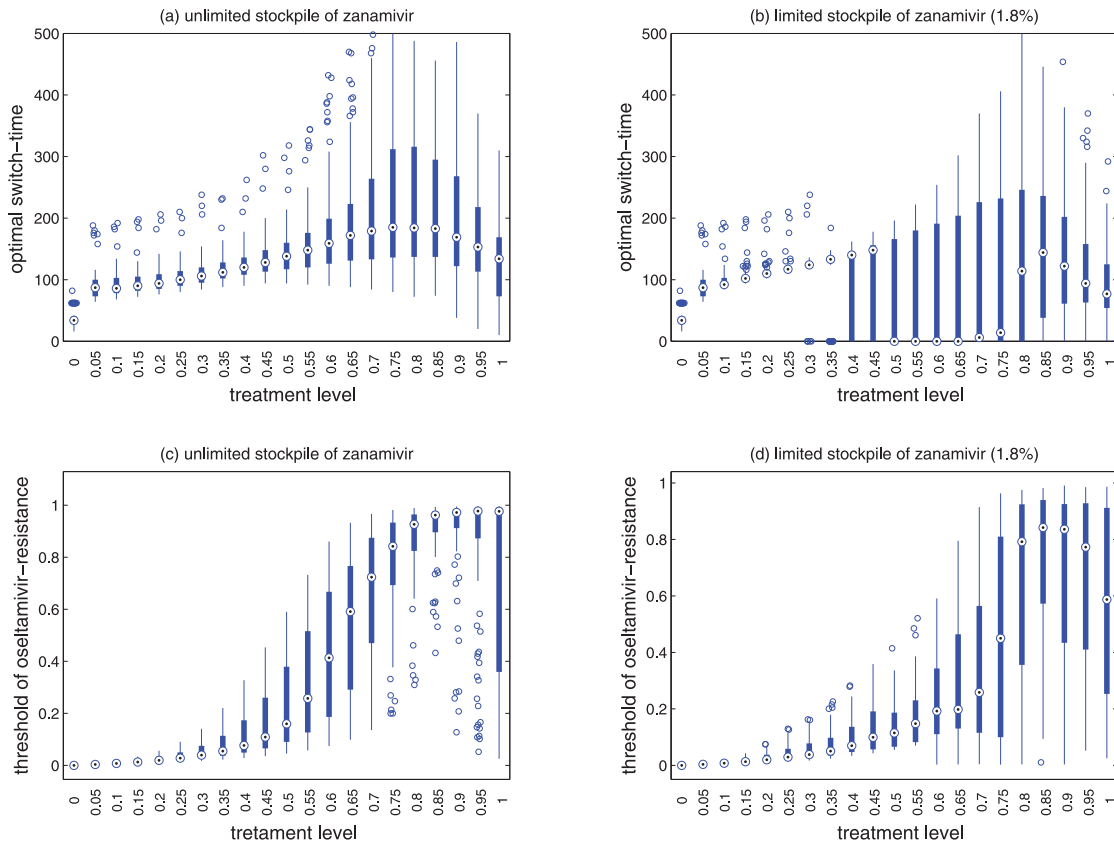 (a) unlimited stockpile of zanamivir
500
400
300
200
100
0
optimal switch-time
0 0.05 0.1 0.15 0.2 0.25 0.3 0.35 0.4 0.45 0.5 0.55 0.6 0.65 0.7 0.75 0.8 0.85 0.9 0.95 1
treatment level
(b) limited stockpile of zanamivir (1.8%)
500
400
300
200
100
0
optimal switch-time
0 0.05 0.1 0.15 0.2 0.25 0.3 0.35 0.4 0.45 0.5 0.55 0.6 0.65 0.7 0.75 0.8 0.85 0.9 0.95 1
treatment level
(c) unlimited stockpile of zanamivir
1
0.8
0.6
0.4
0.2
0
threshold of oseltamivir-resistance
0 0.05 0.1 0.15 0.2 0.25 0.3 0.35 0.4 0.45 0.5 0.55 0.6 0.65 0.7 0.75 0.8 0.85 0.9 0.95 1
tretament level
(d) limited stockpile of zanamivir (1.8%)
1
0.8
0.6
0.4
0.2
0
threshold of oseltamivir-resistance
0 0.05 0.1 0.15 0.2 0.25 0.3 0.35 0.4 0.45 0.5 0.55 0.6 0.65 0.7 0.75 0.8 0.85 0.9 0.95 1
treatment level